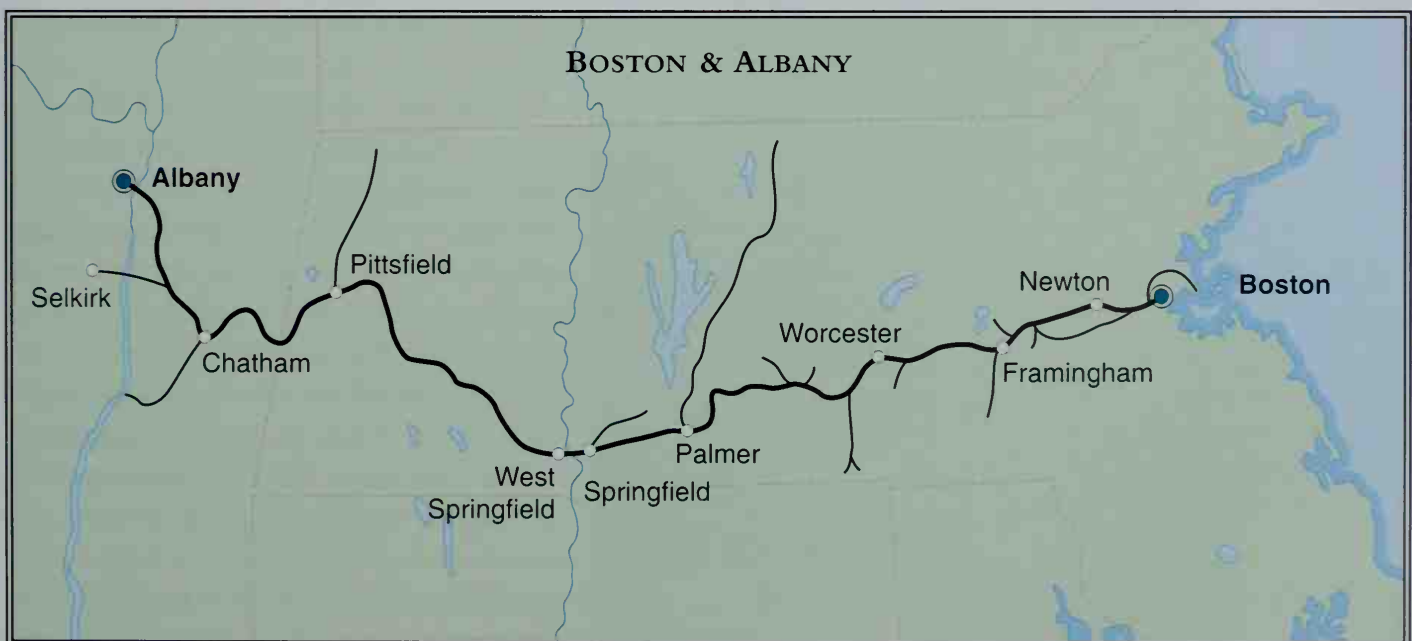 BOSTON & ALBANY
Albany
Selkirk
Pittsfield
Chatham
Newton
Boston
Worcester
Framingham
West
Springfield
Springfield
Palmer